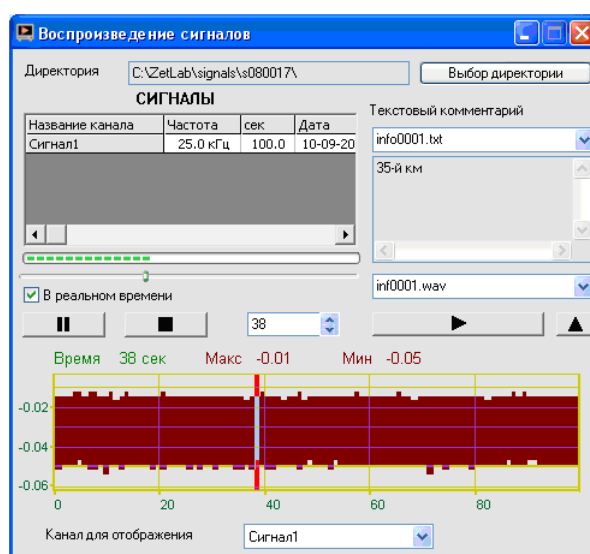 Воспроизведение сигналов
Директория C:\ZetLab\signals\s080017\ Выбор директории
СИГНАЛЫ
Текстовый комментарий
Название канала Частота сек Дата
Сигнал1 25.0 кГц 100.0 10-09-20
info0001.txt
35-й км
inf0001.wav
В реальном времени
38
Время 38 сек Макс -0.01 Мин -0.05
-0.02
-0.04
-0.06
0 20 40 60 80
Канал для отображения Сигнал1